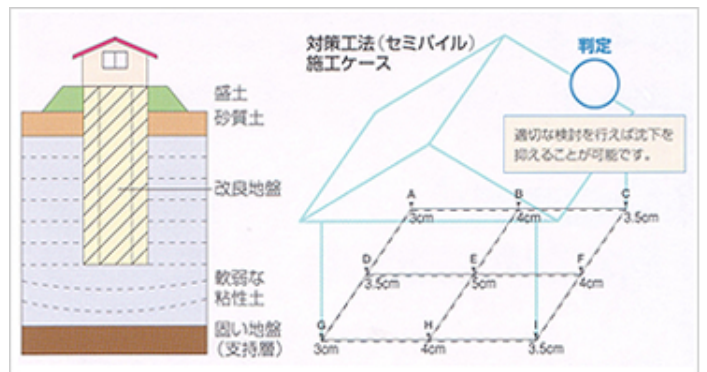 対策工法(セミパイル)
施工ケース
判定
適切な検討を行えば沈下を
抑えることが可能です。
盛土
砂質土
改良地盤
軟弱な
粘性土
固い地盤
(支持層)
A
B
C
3cm
4cm
3.5cm
D
E
F
3.5cm
5cm
4cm
G
H
I
3cm
4cm
3.5cm